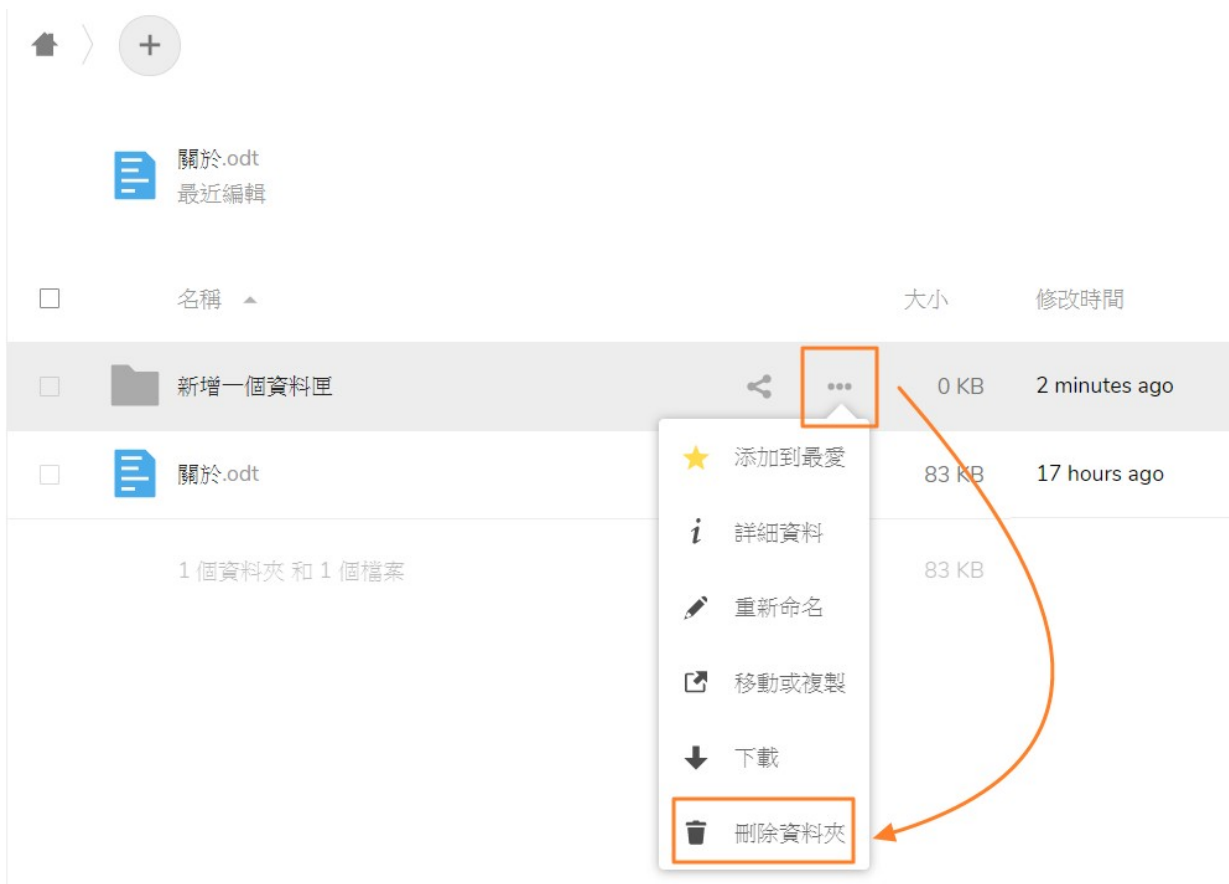 關於.odt
最近編輯
名稱 大小 修改時間
新增一個資料匣 0 KB 2 minutes ago
添加到最愛
關於.odt 83 KB 17 hours ago
詳細資料
1 個資料夾 和 1 個檔案 83 KB
重新命名
移動或複製
下載
刪除資料夾